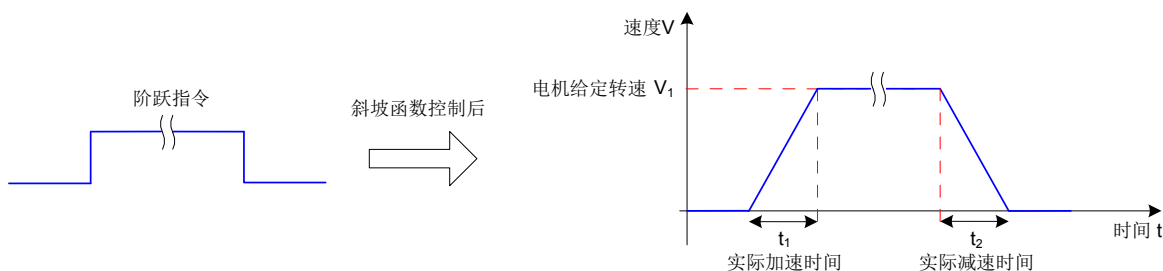 阶跃指令
斜坡函数控制后
速度V
电机给定转速 V₁
t₁
实际加速时间
t₂
实际减速时间
时间 t